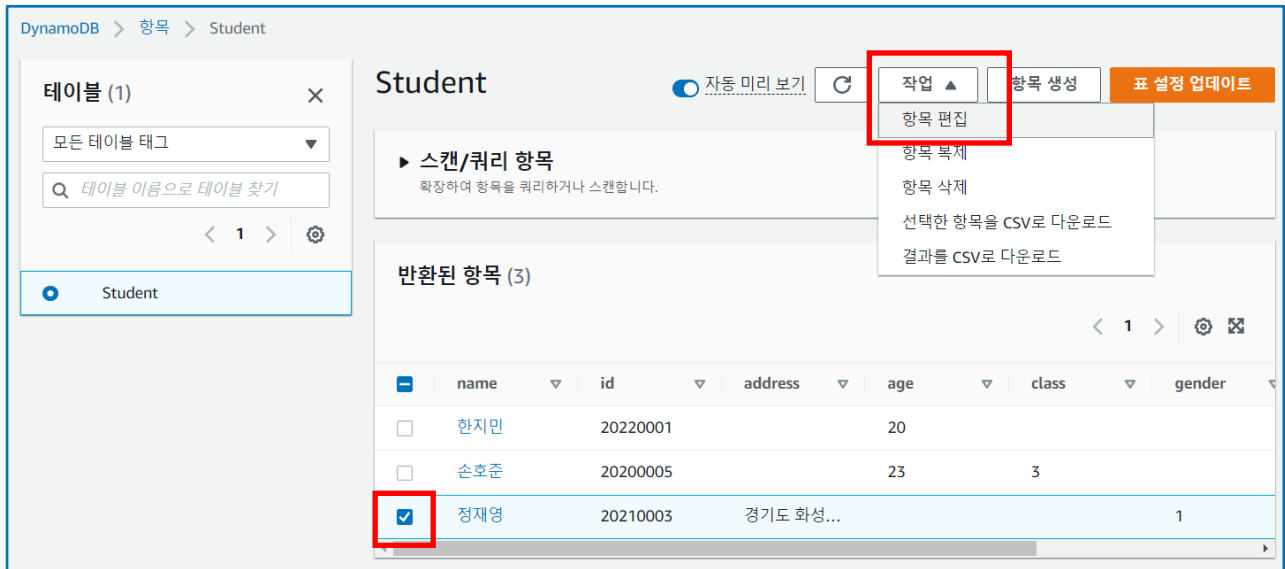 DynamoDB > 항목 > Student
테이블 (1)
모든 테이블 태그
테이블 이름으로 테이블 찾기
1
Student
Student
자동 미리 보기
작업
항목 생성
표 설정 업데이트
항목 편집
항목 복제
항목 삭제
선택한 항목을 CSV로 다운로드
결과를 CSV로 다운로드
스캔/쿼리 항목
확장하여 항목을 쿼리하거나 스캔합니다.
반환된 항목 (3)
1
name id address age class gender
한지민 20220001 20
손호준 20200005 23 3
정재영 20210003 경기도 화성... 1